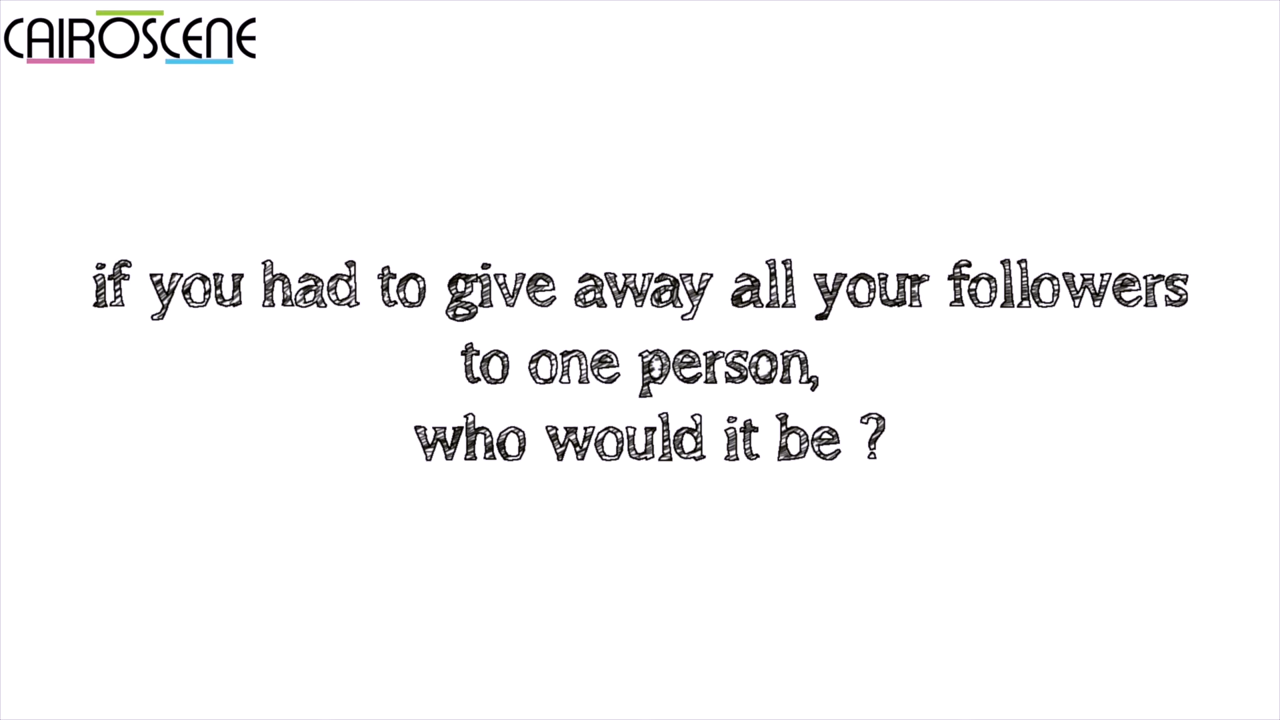 CAIROSCENE
if you had to give away all your followers
to one person,
who would it be ?